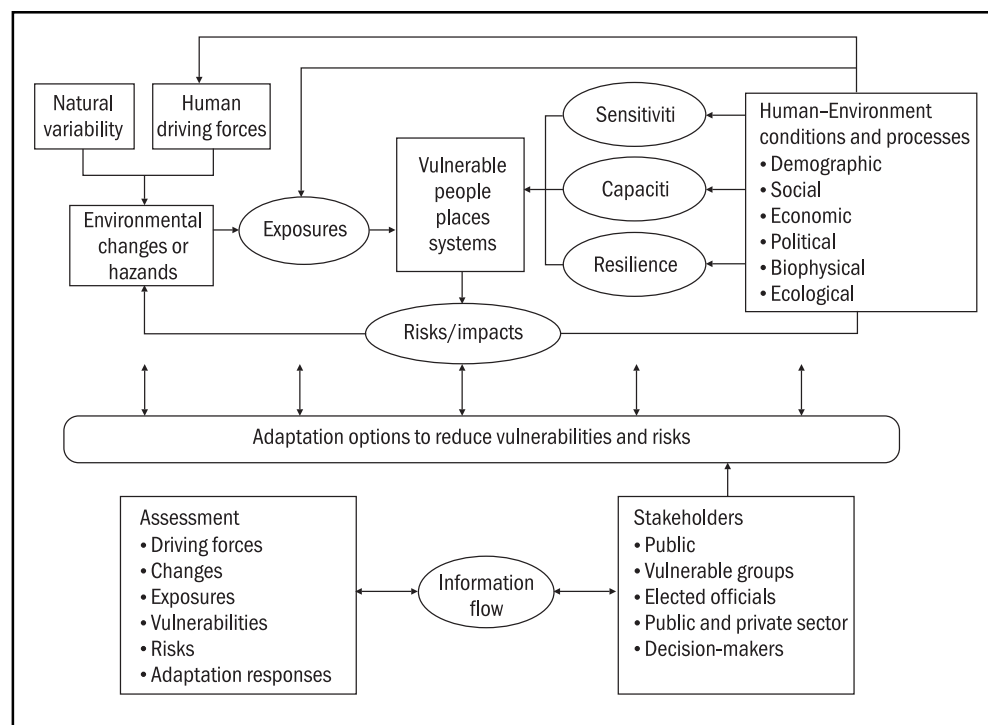 Natural
variability
Human
driving forces
Environmental
changes or
hazands
Exposures
Vulnerable
people
places
systems
Sensitiviti
Capaciti
Resilience
Human–Environment
conditions and processes
• Demographic
• Social
• Economic
• Political
• Biophysical
• Ecological
Risks/impacts
Adaptation options to reduce vulnerabilities and risks
Assessment
• Driving forces
• Changes
• Exposures
• Vulnerabilities
• Risks
• Adaptation responses
Information
flow
Stakeholders
• Public
• Vulnerable groups
• Elected officials
• Public and private sector
• Decision-makers